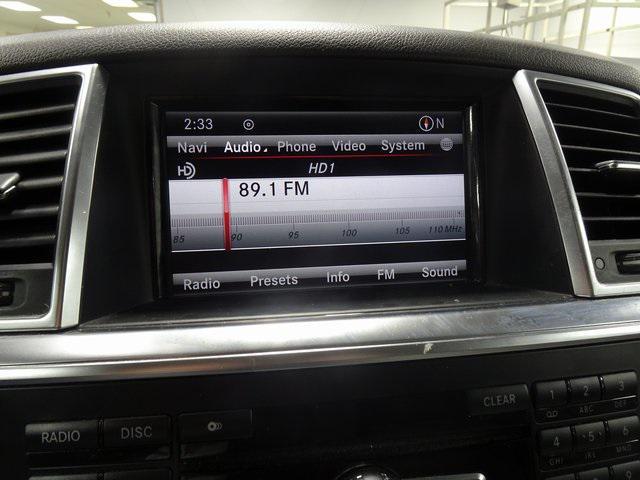 2:33 N
Navi Audio Phone Video System
HD HD1
89.1 FM
85 90 95 100 105 110 MHz
Radio Presets Info FM Sound
CLEAR 1 2 ABC 3 DEF
RADIO DISC
4 GHI 5 JKL 6 MNO